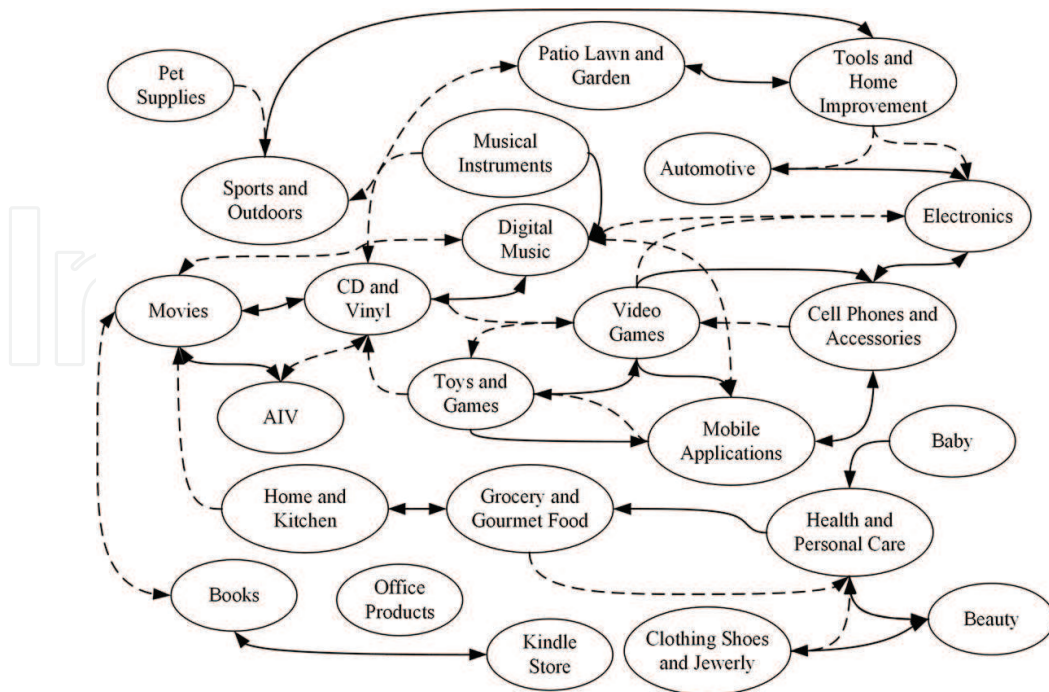 Pet
Supplies
Patio Lawn and
Garden
Tools and
Home
Improvement
Musical
Instruments
Automotive
Sports and
Outdoors
Digital
Music
Electronics
Movies
CD and
Vinyl
Video
Games
Cell Phones and
Accessories
Toys and
Games
AIV
Mobile
Applications
Baby
Home and
Kitchen
Grocery and
Gourmet Food
Health and
Personal Care
Books
Office
Products
Kindle
Store
Clothing Shoes
and Jewerly
Beauty